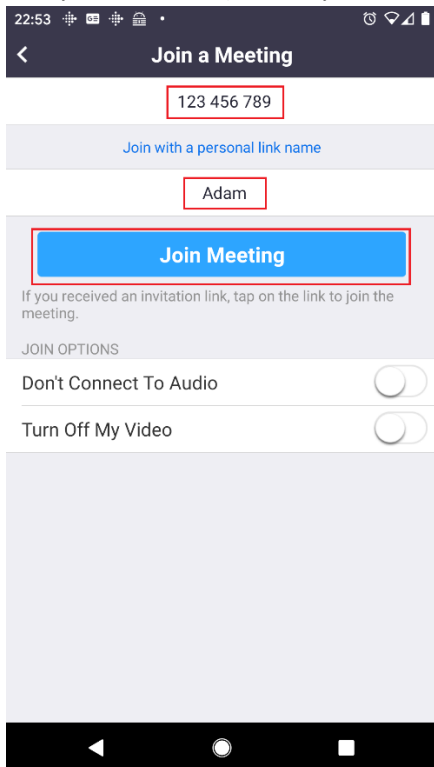 22:53
Join a Meeting
123 456 789
Join with a personal link name
Adam
Join Meeting
If you received an invitation link, tap on the link to join the
meeting.
JOIN OPTIONS
Don't Connect To Audio
Turn Off My Video